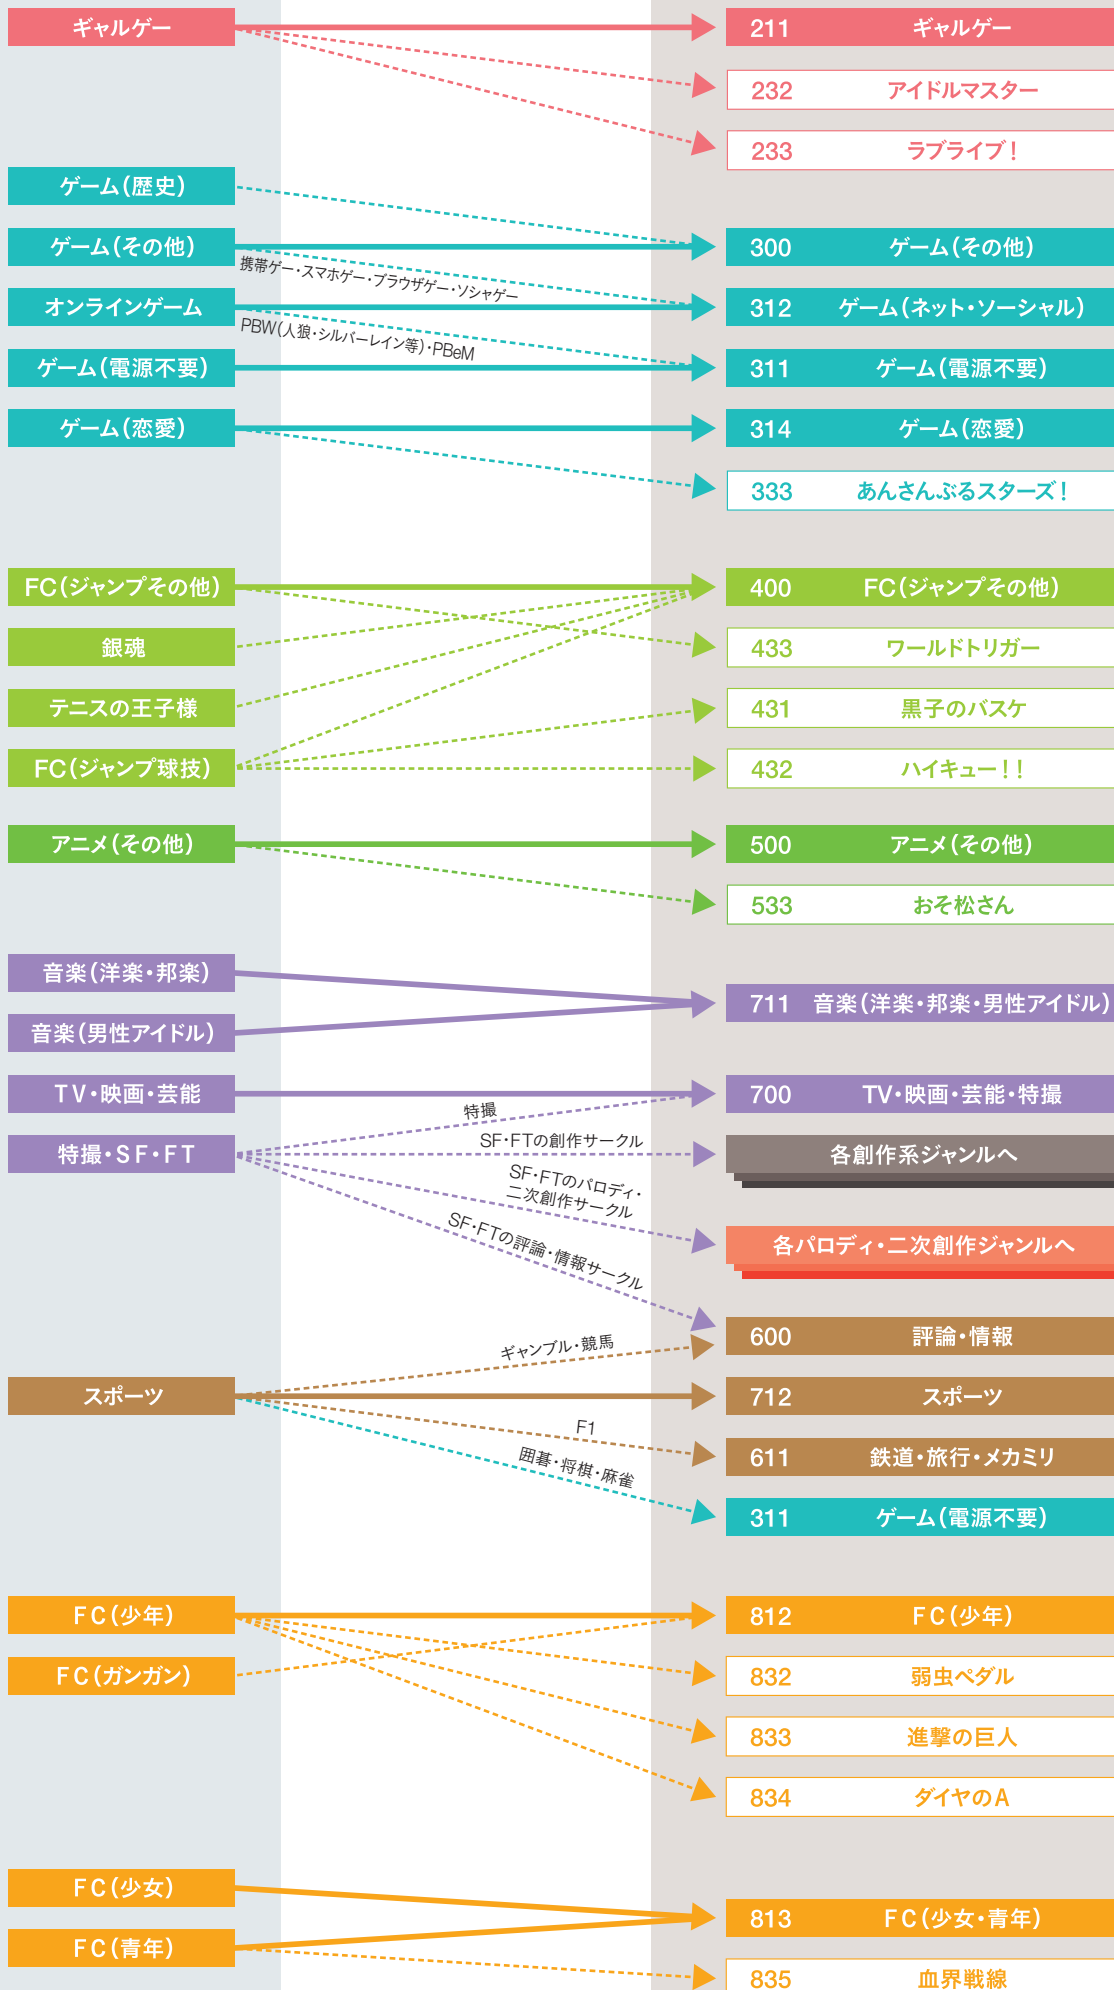 ギャルゲー
211 ギャルゲー
232 アイドルマスター
233 ラブライブ！
ゲーム（歴史）
ゲーム（その他）
300 ゲーム（その他）
携帯ゲー・スマホゲー・ブラウザゲー・ソシャゲー
オンラインゲーム
312 ゲーム（ネット・ソーシャル）
PBW（人狼・シルバーレイン等）・PBeM
ゲーム（電源不要）
311 ゲーム（電源不要）
ゲーム（恋愛）
314 ゲーム（恋愛）
333 あんさんぶるスターズ！
FC（ジャンプその他）
400 FC（ジャンプその他）
銀魂
433 ワールドトリガー
テニスの王子様
431 黒子のバスケ
FC（ジャンプ球技）
432 ハイキュー！！
アニメ（その他）
500 アニメ（その他）
533 おそ松さん
音楽（洋楽・邦楽）
711 音楽（洋楽・邦楽・男性アイドル）
音楽（男性アイドル）
TV・映画・芸能
700 TV・映画・芸能・特撮
特撮
特撮・SF・FT
SF・FTの創作サークル
各創作系ジャンルへ
SF・FTのパロディ・
二次創作サークル
各パロディ・二次創作ジャンルへ
SF・FTの評論・情報サークル
600 評論・情報
ギャンブル・競馬
スポーツ
712 スポーツ
F1
611 鉄道・旅行・メカミリ
囲碁・将棋・麻雀
311 ゲーム（電源不要）
FC（少年）
812 FC（少年）
FC（ガンガン）
832 弱虫ペダル
833 進撃の巨人
834 ダイヤのA
FC（少女）
813 FC（少女・青年）
FC（青年）
835 血界戦線